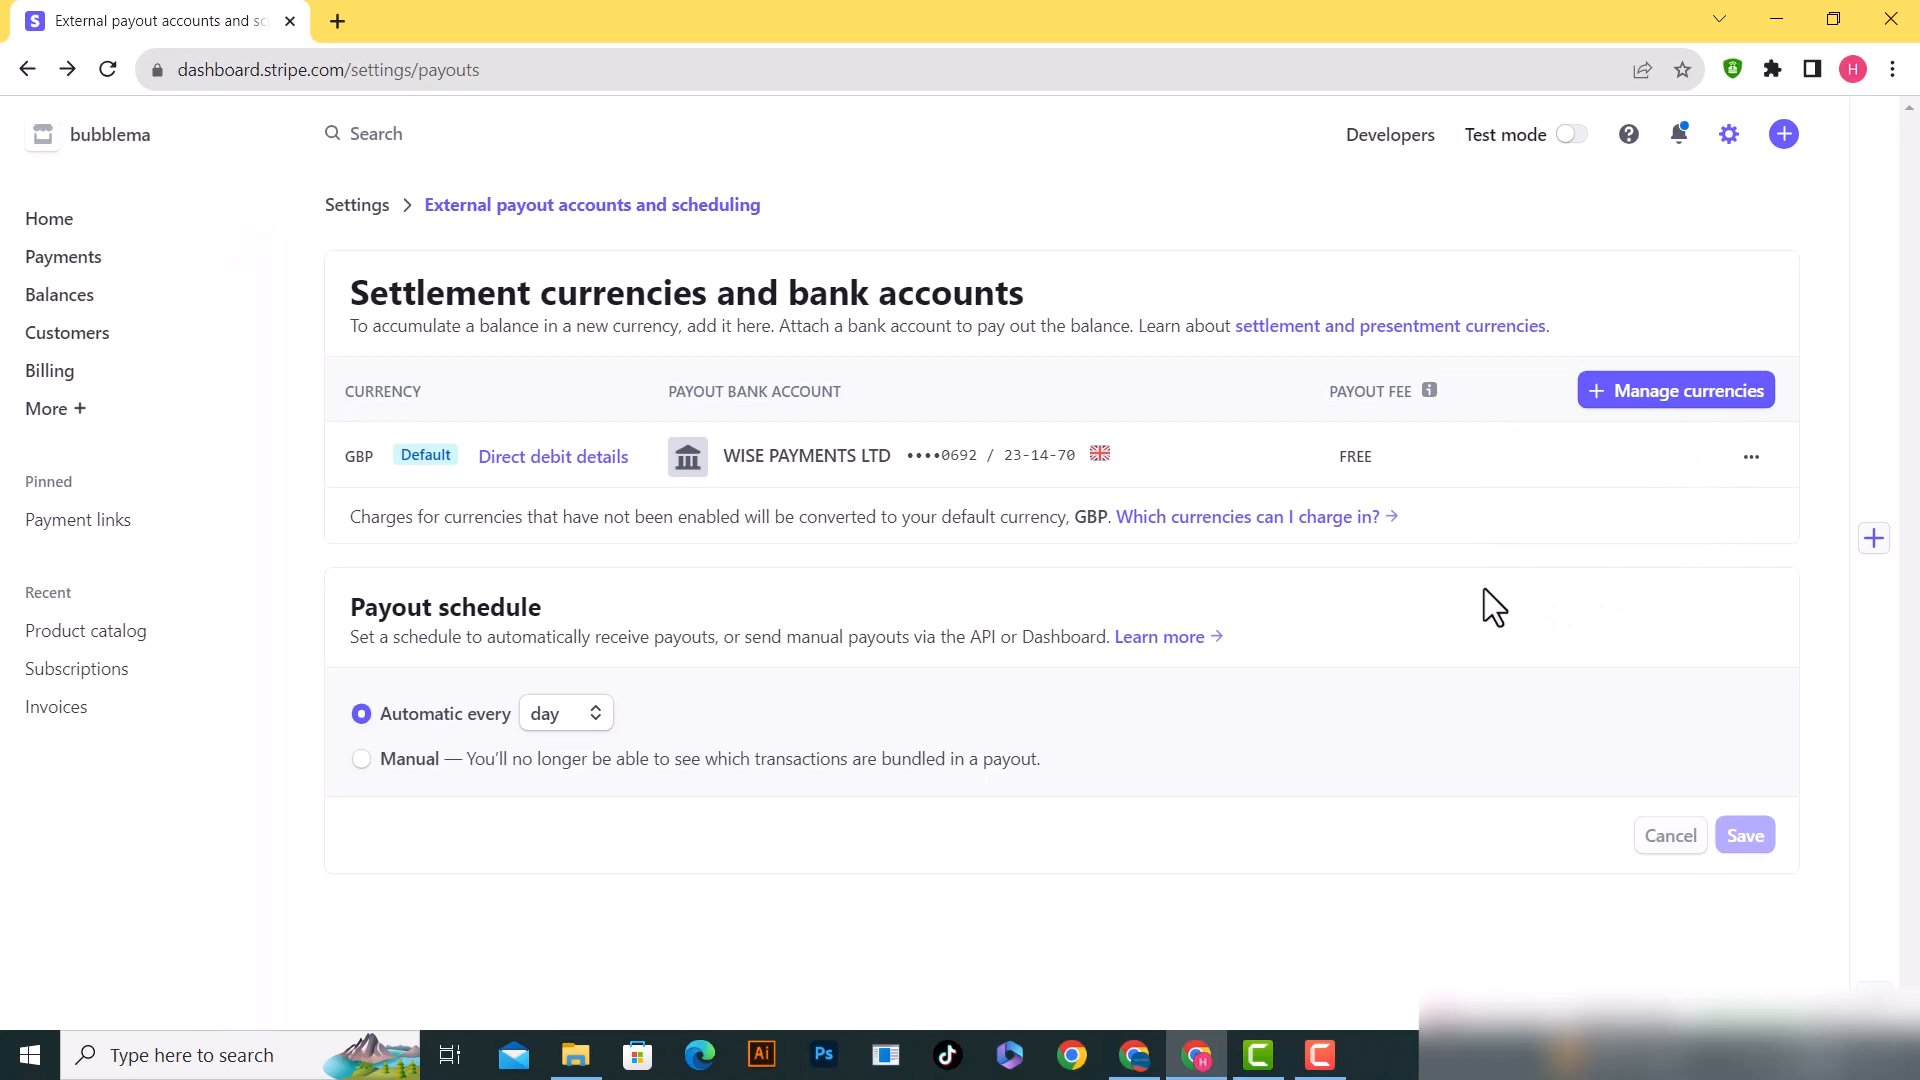 S External payout accounts and sc
dashboard.stripe.com/settings/payouts
H
bubblema
Search
Developers
Test mode
Home
Payments
Balances
Customers
Billing
More +
Pinned
Payment links
Recent
Product catalog
Subscriptions
Invoices
Settings > External payout accounts and scheduling
Settlement currencies and bank accounts
To accumulate a balance in a new currency, add it here. Attach a bank account to pay out the balance. Learn about settlement and presentment currencies.
CURRENCY PAYOUT BANK ACCOUNT PAYOUT FEE i + Manage currencies
GBP Default Direct debit details WISE PAYMENTS LTD ••••0692 / 23-14-70 FREE •••
Charges for currencies that have not been enabled will be converted to your default currency, GBP. Which currencies can I charge in? →
Payout schedule
Set a schedule to automatically receive payouts, or send manual payouts via the API or Dashboard. Learn more →
Automatic every day
Manual — You'll no longer be able to see which transactions are bundled in a payout.
Cancel Save
Type here to search
Ai
Ps
H